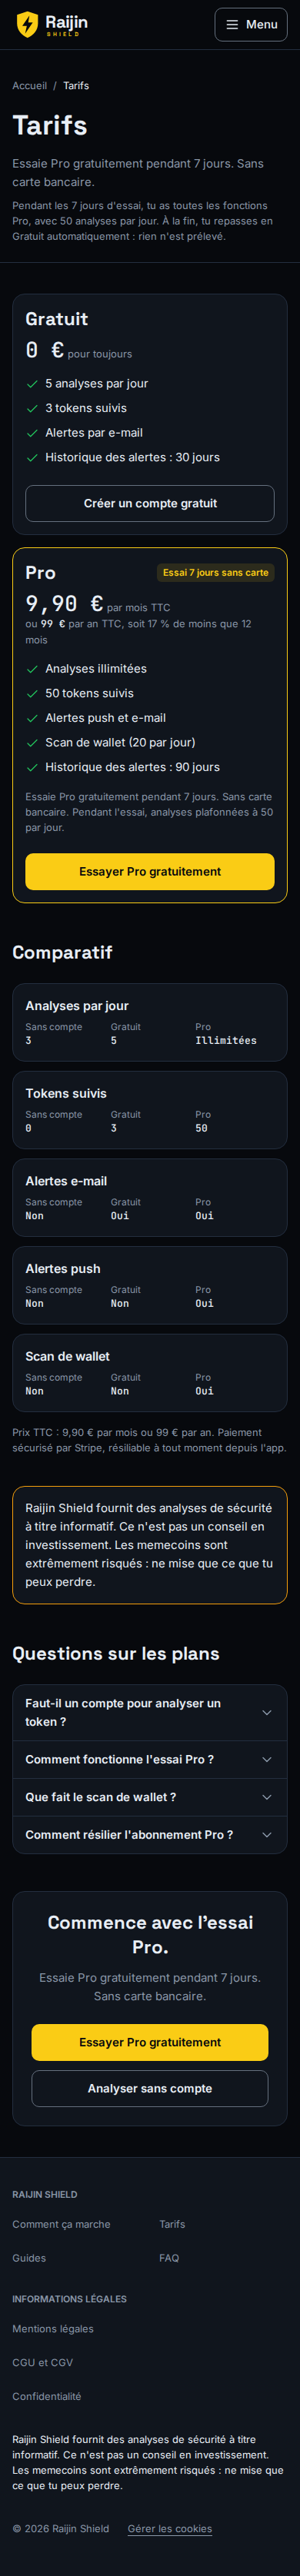 Raijin
SHIELD
Menu
Accueil / Tarifs
Tarifs
Essaie Pro gratuitement pendant 7 jours. Sans
carte bancaire.
Pendant les 7 jours d'essai, tu as toutes les fonctions
Pro, avec 50 analyses par jour. À la fin, tu repasses en
Gratuit automatiquement : rien n'est prélevé.
Gratuit
0 € pour toujours
5 analyses par jour
3 tokens suivis
Alertes par e-mail
Historique des alertes : 30 jours
Créer un compte gratuit
Pro
Essai 7 jours sans carte
9,90 € par mois TTC
ou 99 € par an TTC, soit 17 % de moins que 12
mois
Analyses illimitées
50 tokens suivis
Alertes push et e-mail
Scan de wallet (20 par jour)
Historique des alertes : 90 jours
Essaie Pro gratuitement pendant 7 jours. Sans carte
bancaire. Pendant l'essai, analyses plafonnées à 50
par jour.
Essayer Pro gratuitement
Comparatif
Analyses par jour
Sans compte Gratuit Pro
3 5 Illimitées
Tokens suivis
Sans compte Gratuit Pro
0 3 50
Alertes e-mail
Sans compte Gratuit Pro
Non Oui Oui
Alertes push
Sans compte Gratuit Pro
Non Non Oui
Scan de wallet
Sans compte Gratuit Pro
Non Non Oui
Prix TTC : 9,90 € par mois ou 99 € par an. Paiement
sécurisé par Stripe, résiliable à tout moment depuis l'app.
Raijin Shield fournit des analyses de sécurité
à titre informatif. Ce n'est pas un conseil en
investissement. Les memecoins sont
extrêmement risqués : ne mise que ce que tu
peux perdre.
Questions sur les plans
Faut-il un compte pour analyser un
token ?
Comment fonctionne l'essai Pro ?
Que fait le scan de wallet ?
Comment résilier l'abonnement Pro ?
Commence avec l'essai
Pro.
Essaie Pro gratuitement pendant 7 jours.
Sans carte bancaire.
Essayer Pro gratuitement
Analyser sans compte
RAIJIN SHIELD
Comment ça marche Tarifs
Guides FAQ
INFORMATIONS LÉGALES
Mentions légales
CGU et CGV
Confidentialité
Raijin Shield fournit des analyses de sécurité à titre
informatif. Ce n'est pas un conseil en investissement.
Les memecoins sont extrêmement risqués : ne mise que
ce que tu peux perdre.
© 2026 Raijin Shield Gérer les cookies